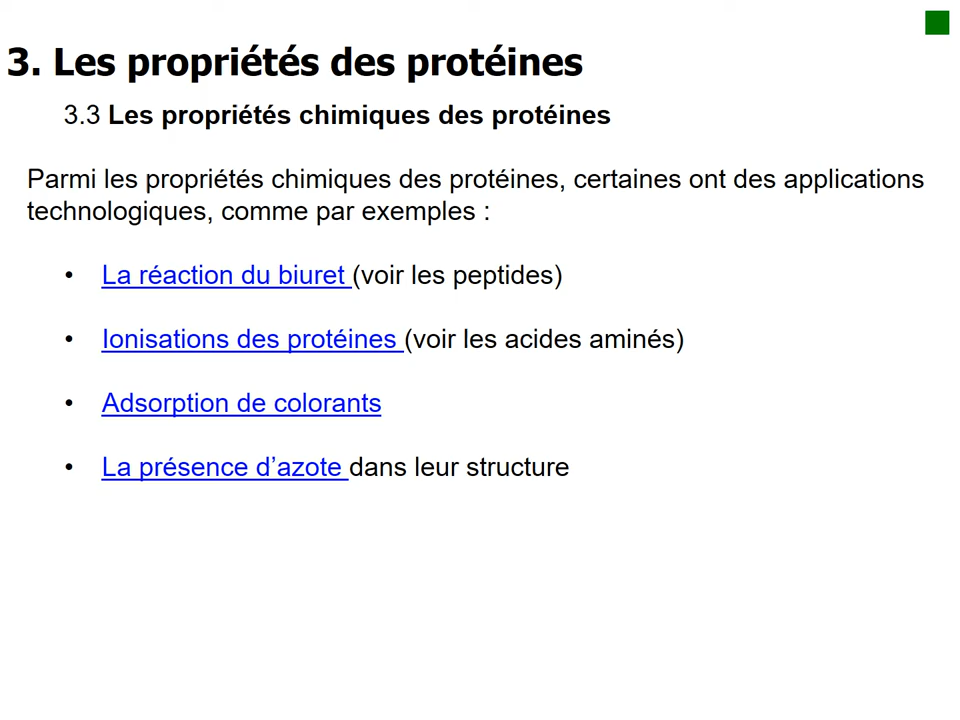 3. Les propriétés des protéines
3.3 Les propriétés chimiques des protéines
Parmi les propriétés chimiques des protéines, certaines ont des applications
technologiques, comme par exemples :
• La réaction du biuret (voir les peptides)
• Ionisations des protéines (voir les acides aminés)
• Adsorption de colorants
• La présence d’azote dans leur structure